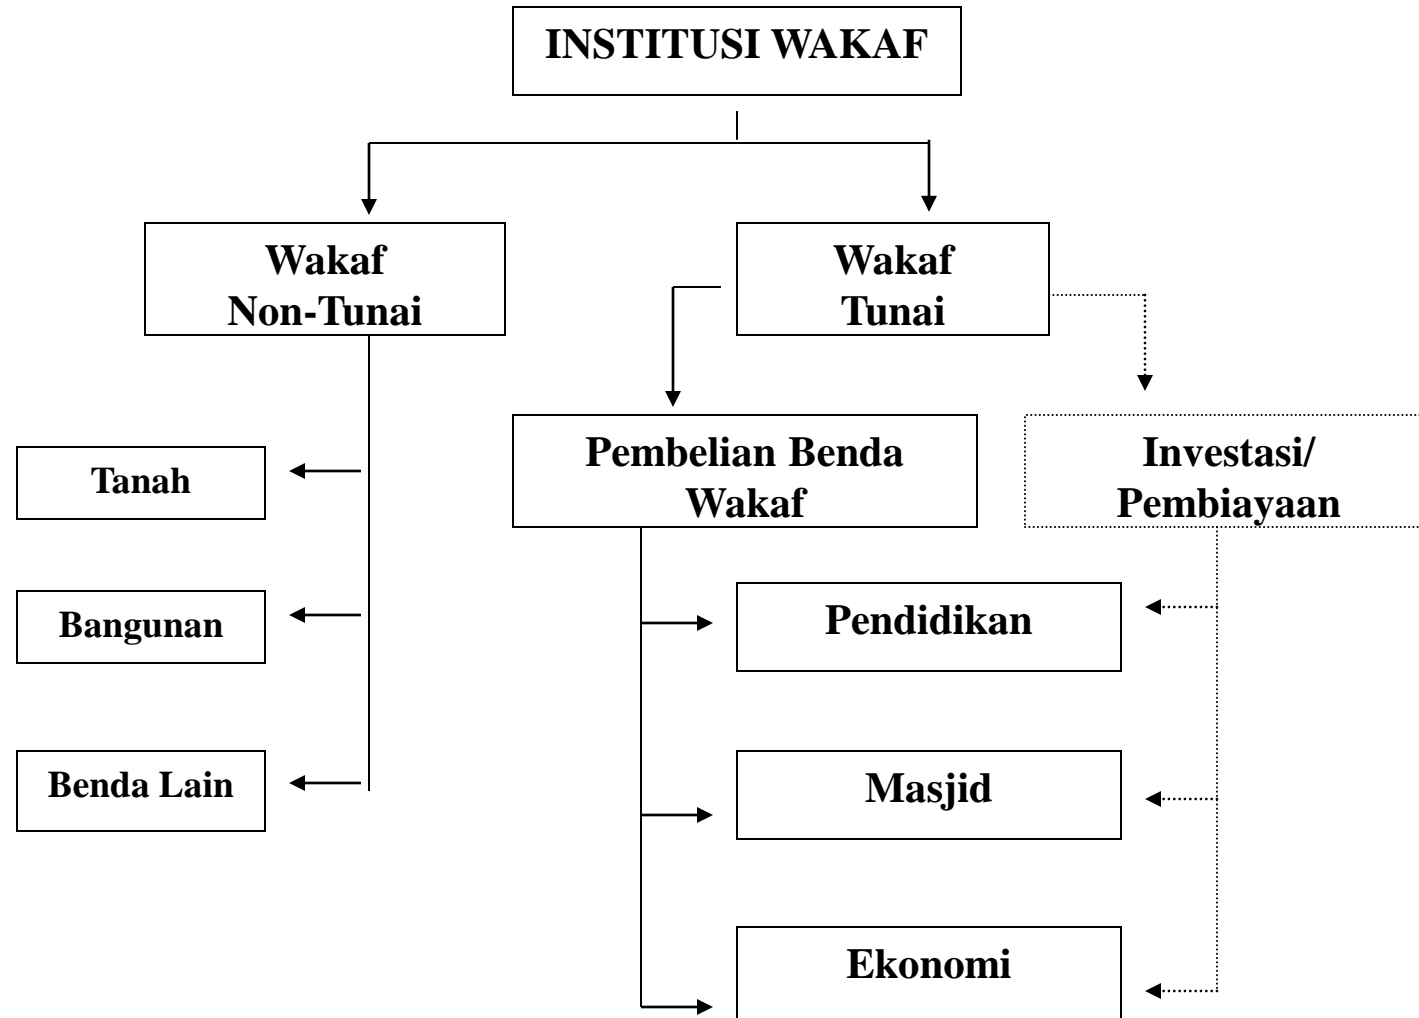 INSTITUSI WAKAF
Wakaf
Non-Tunai
Wakaf
Tunai
Pembelian Benda
Wakaf
Investasi/
Pembiayaan
Tanah
Bangunan
Benda Lain
Pendidikan
Masjid
Ekonomi